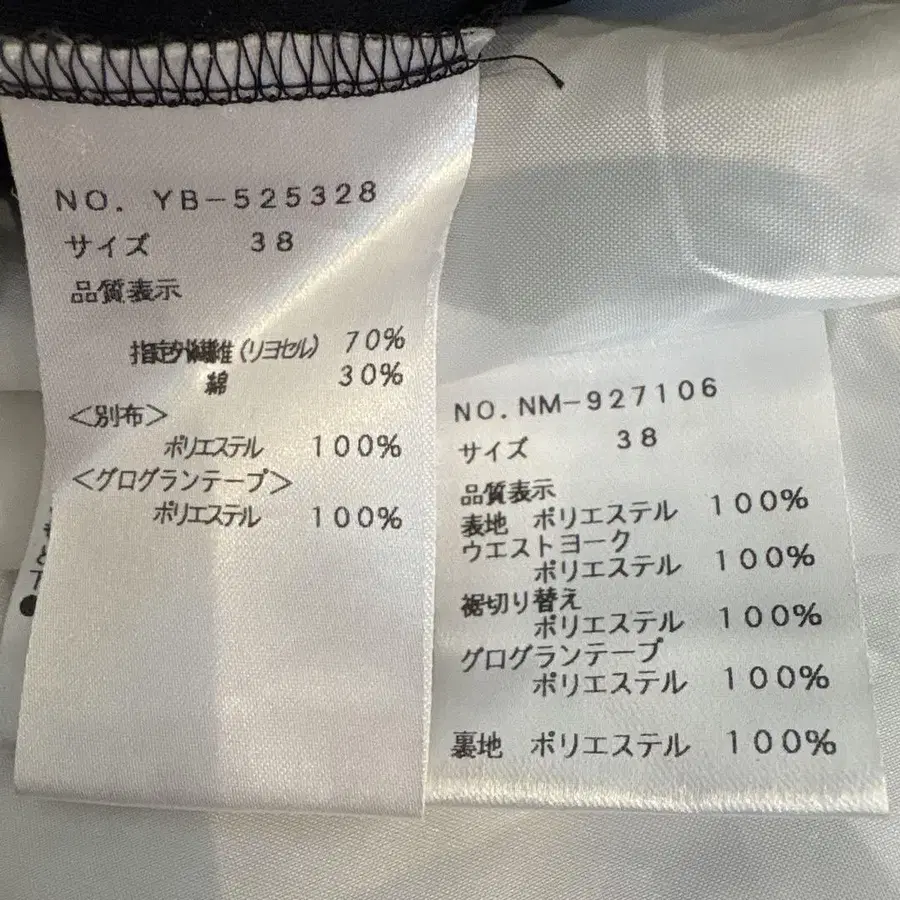 NO. YB-525328
サイズ 38
品質表示
指定外繊維(リヨセル) 70%
綿 30%
<別布>
ポリエステル 100%
<グログランテープ>
ポリエステル 100%
NO. NM-927106
サイズ 38
品質表示
表地 ポリエステル 100%
ウエストヨーク
ポリエステル 100%
裾切り替え
ポリエステル 100%
グログランテープ
ポリエステル 100%
裏地 ポリエステル 100%